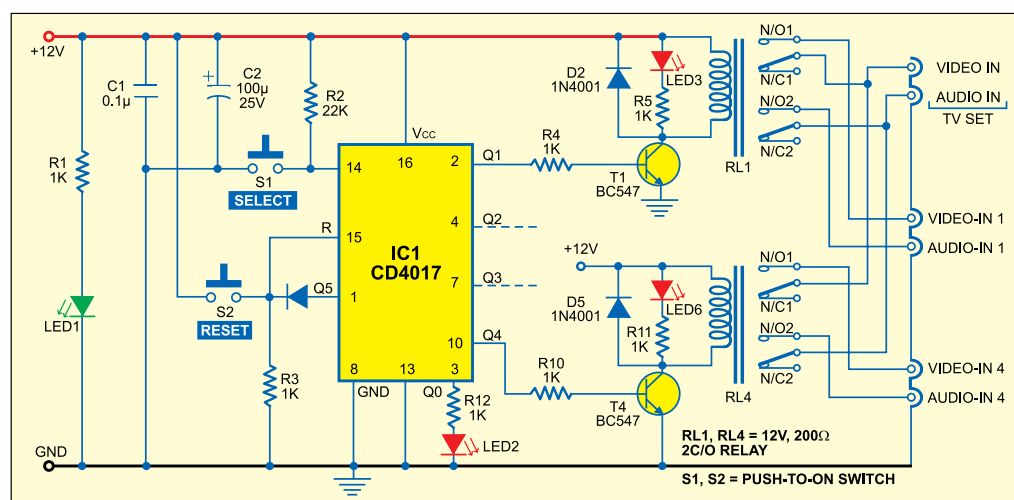 +12V
C1
0.1µ
C2
100µ
25V
R2
22K
R1
1K
S1
SELECT
14
VCC
16
2
Q1
R4
1K
D2
1N4001
LED3
R5
1K
T1
BC547
RL1
N/O1
N/C1
N/O2
N/C2
VIDEO IN
AUDIO IN
TV SET
R
15
4
Q2
IC1
CD4017
7
Q3
S2
RESET
Q5
1
10
Q4
LED1
R3
1K
8
GND
13
3
Q0
R12
1K
LED2
R10
1K
+12V
D5
1N4001
LED6
R11
1K
T4
BC547
RL4
N/O1
N/C1
N/O2
N/C2
VIDEO-IN 1
AUDIO-IN 1
VIDEO-IN 4
AUDIO-IN 4
GND
RL1, RL4 = 12V, 200Ω
2C/O RELAY
S1, S2 = PUSH-TO-ON SWITCH